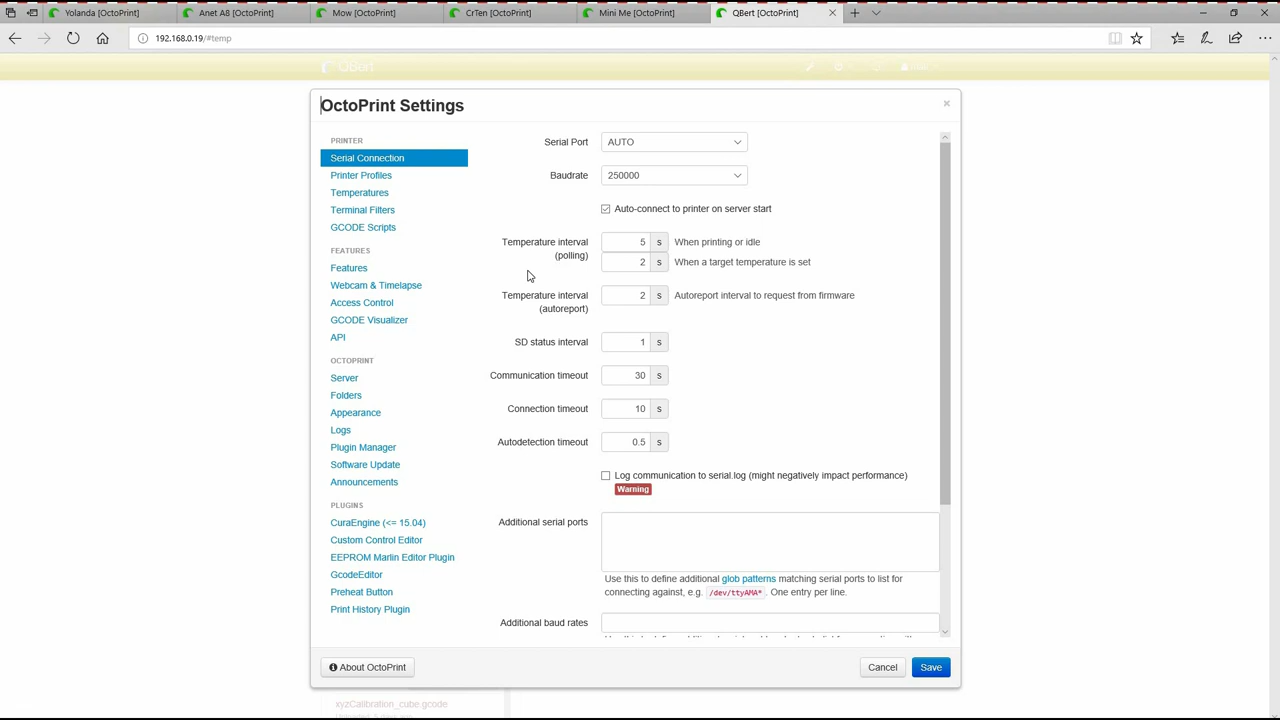 Yolanda [OctoPrint]
Anet A8 [OctoPrint]
Mow [OctoPrint]
CrTen [OctoPrint]
Mini Me [OctoPrint]
QBert [OctoPrint]
192.168.0.19/#temp
QBert
OctoPrint Settings
PRINTER
Serial Connection
Printer Profiles
Temperatures
Terminal Filters
GCODE Scripts
FEATURES
Features
Webcam & Timelapse
Access Control
GCODE Visualizer
API
OCTOPRINT
Server
Folders
Appearance
Logs
Plugin Manager
Software Update
Announcements
PLUGINS
CuraEngine (<= 15.04)
Custom Control Editor
EEPROM Marlin Editor Plugin
GcodeEditor
Preheat Button
Print History Plugin
Serial Port AUTO
Baudrate 250000
Auto-connect to printer on server start
Temperature interval 5 s When printing or idle
(polling) 2 s When a target temperature is set
Temperature interval 2 s Autoreport interval to request from firmware
(autoreport)
SD status interval 1 s
Communication timeout 30 s
Connection timeout 10 s
Autodetection timeout 0.5 s
Log communication to serial.log (might negatively impact performance)
Warning
Additional serial ports
Use this to define additional glob patterns matching serial ports to list for
connecting against, e.g. /dev/ttyAMA* . One entry per line.
Additional baud rates
About OctoPrint
Cancel
Save
xyzCalibration_cube.gcode